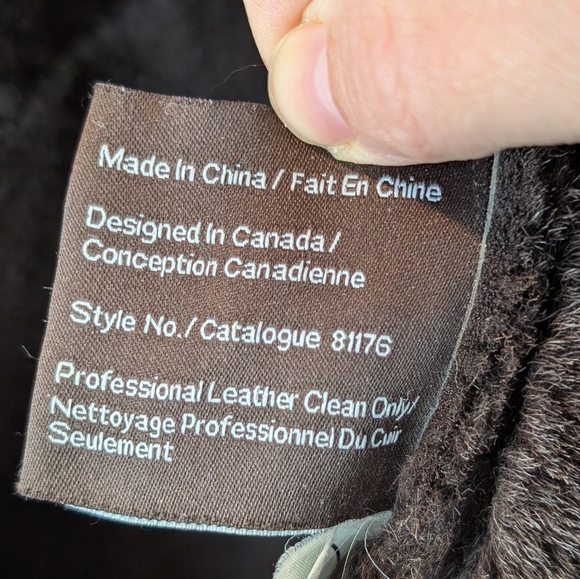 Made In China / Fait En Chine
Designed In Canada /
Conception Canadienne
Style No. / Catalogue 81176
Professional Leather Clean Only /
Nettoyage Professionnel Du Cuir
Seulement